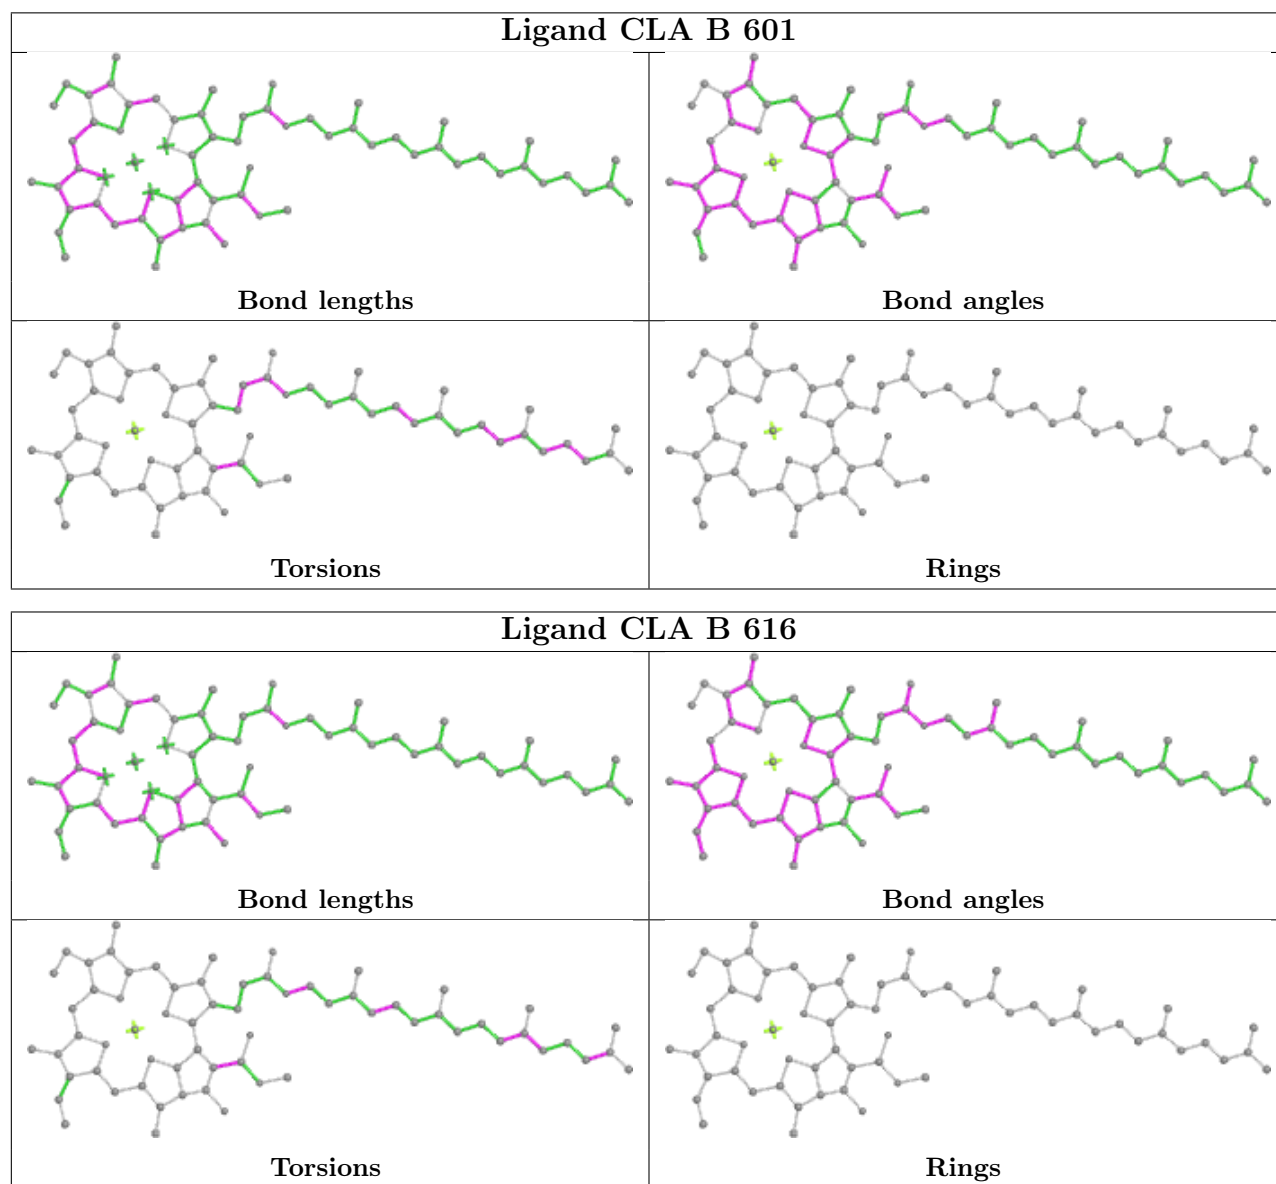 Ligand CLA B 601
Bond lengths
Bond angles
Torsions
Rings
Ligand CLA B 616
Bond lengths
Bond angles
Torsions
Rings